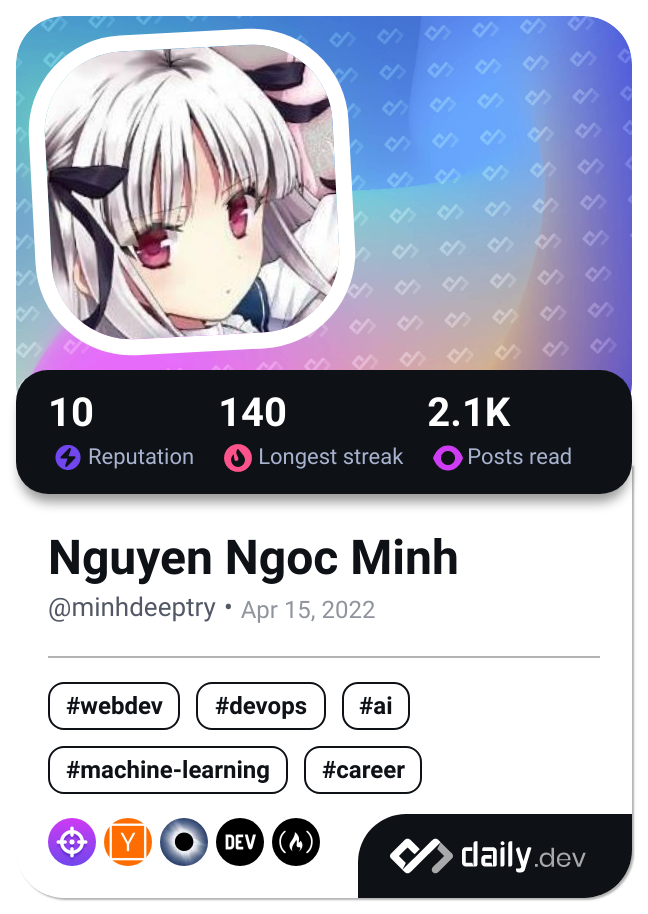 10 140 2.1K
Reputation Longest streak Posts read
Nguyen Ngoc Minh
@minhdeeptry • Apr 15, 2022
#webdev #devops #ai
#machine-learning #career
Y DEV
daily.dev